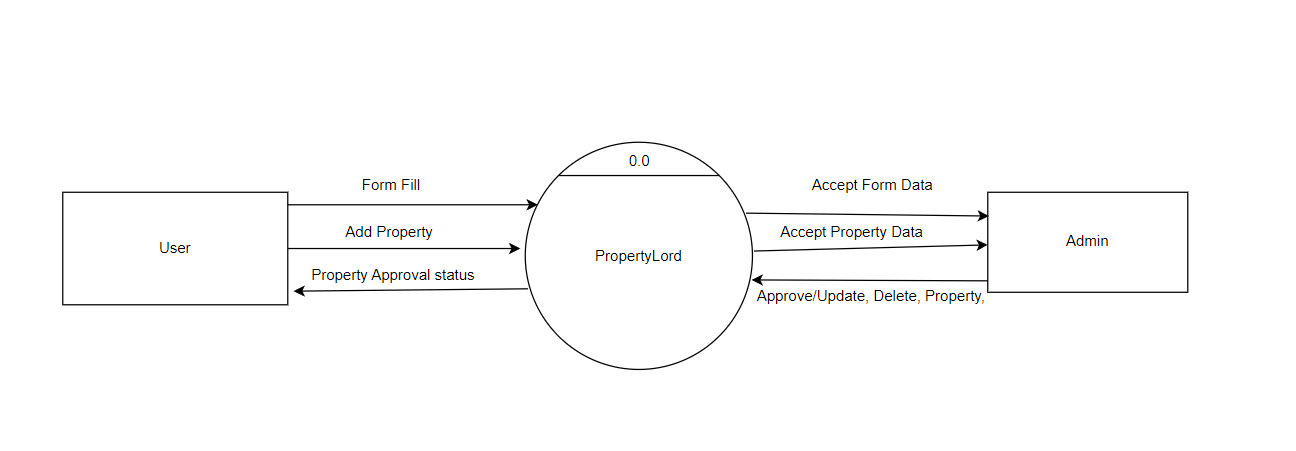 0.0
Form Fill
Accept Form Data
Add Property
Accept Property Data
User
PropertyLord
Admin
Property Approval status
Approve/Update, Delete, Property,